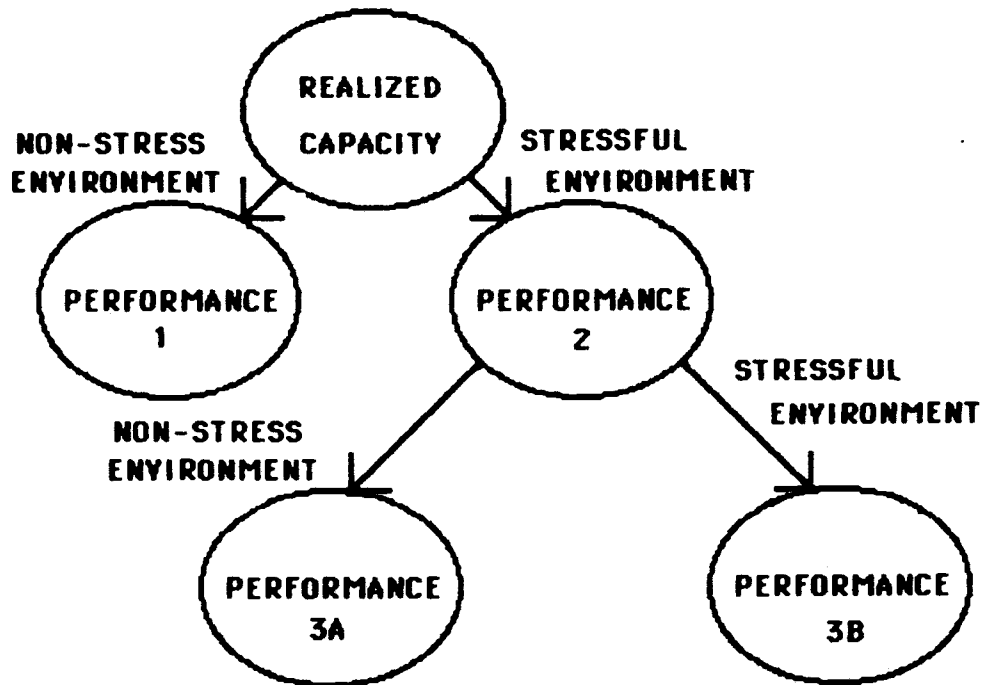 REALIZED
CAPACITY
NON-STRESS
ENVIRONMENT
STRESSFUL
ENVIRONMENT
PERFORMANCE
1
PERFORMANCE
2
NON-STRESS
ENVIRONMENT
STRESSFUL
ENVIRONMENT
PERFORMANCE
3A
PERFORMANCE
3B